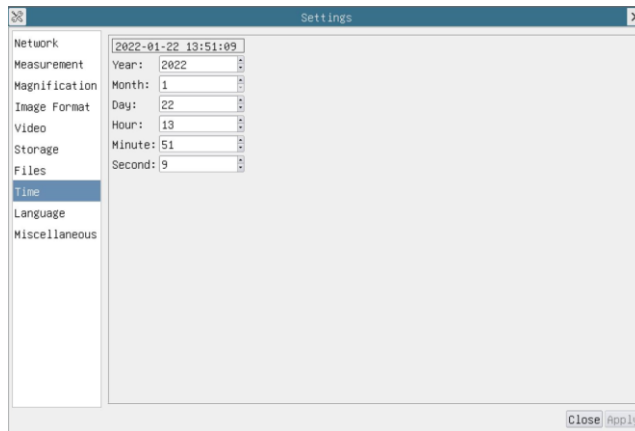 Settings
Network
Measurement
Magnification
Image Format
Video
Storage
Files
Time
Language
Miscellaneous
2022-01-22 13:51:09
Year: 2022
Month: 1
Day: 22
Hour: 13
Minute: 51
Second: 9
Close Apply